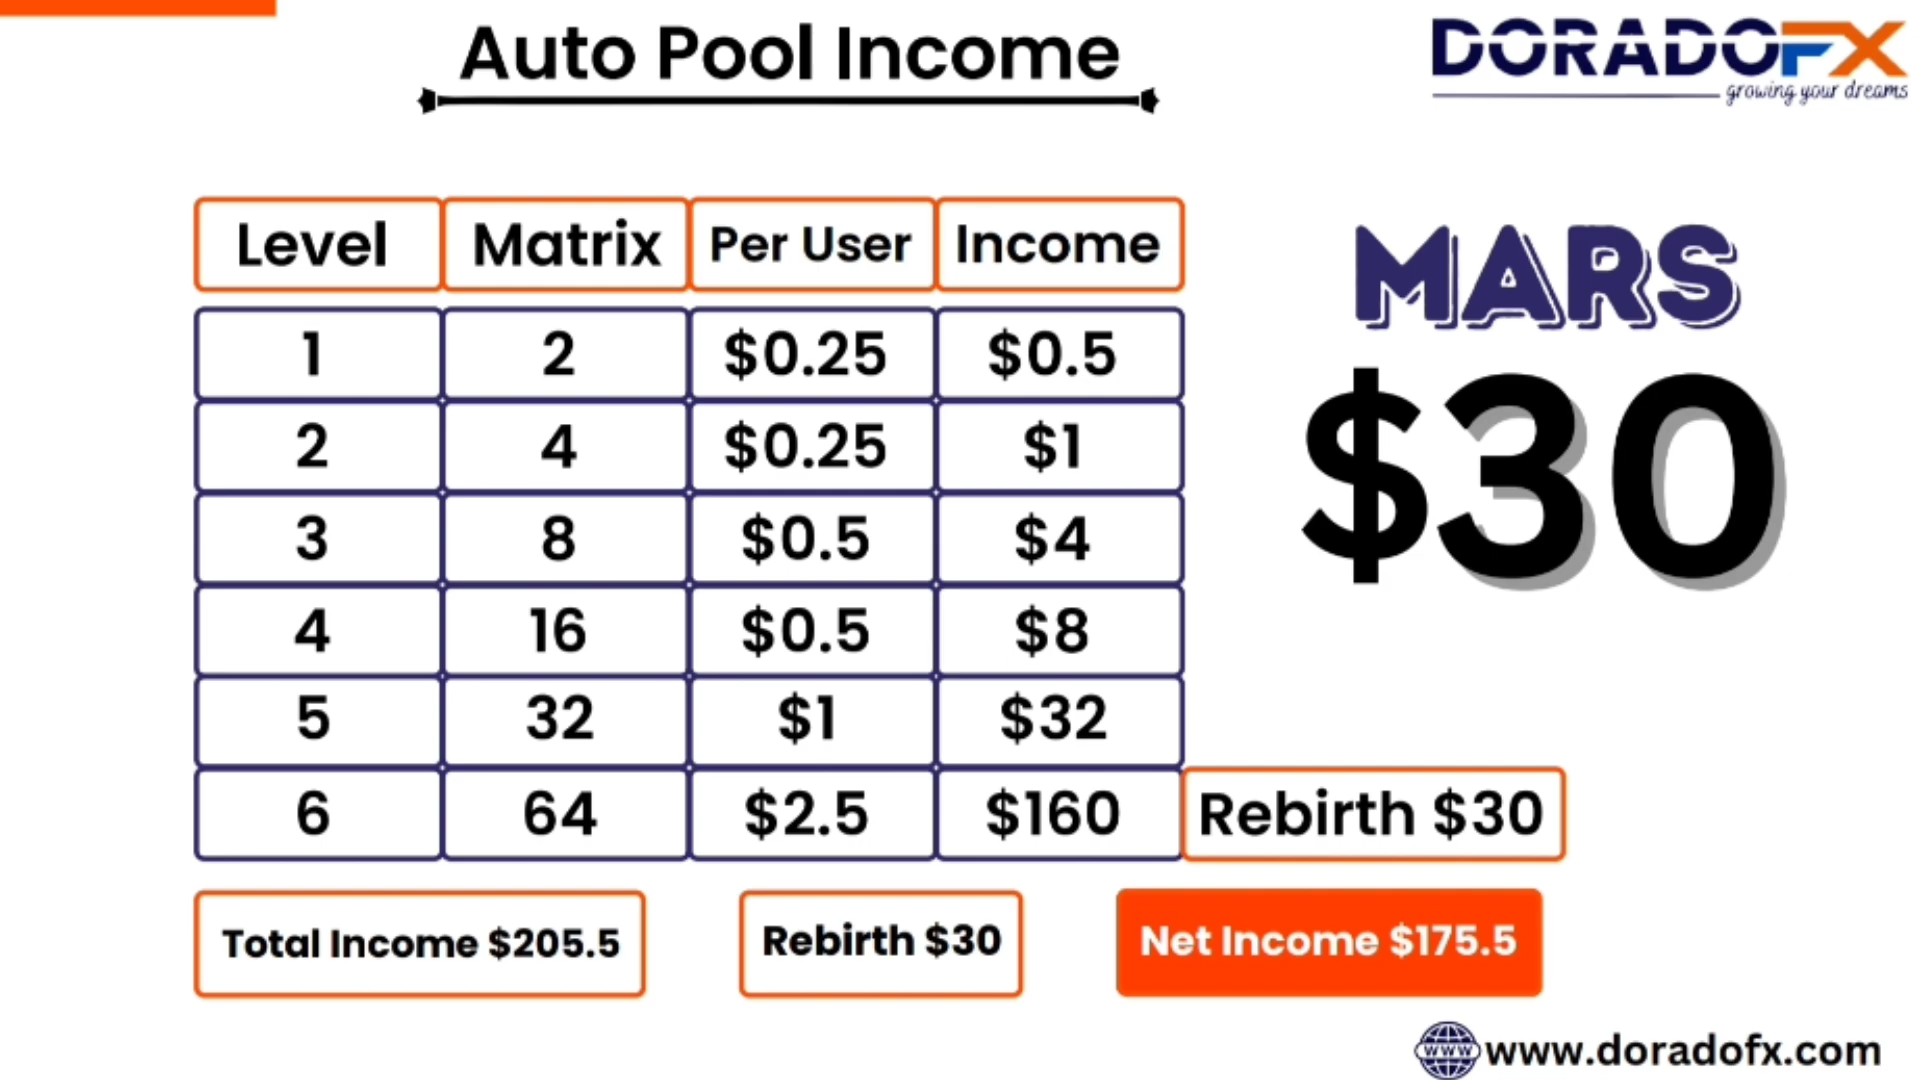 Auto Pool Income
DORADOFX
growing your dreams
Level Matrix Per User Income
1 2 $0.25 $0.5
2 4 $0.25 $1
3 8 $0.5 $4
4 16 $0.5 $8
5 32 $1 $32
6 64 $2.5 $160 Rebirth $30
MARS
$30
Total Income $205.5 Rebirth $30 Net Income $175.5
www www.doradofx.com